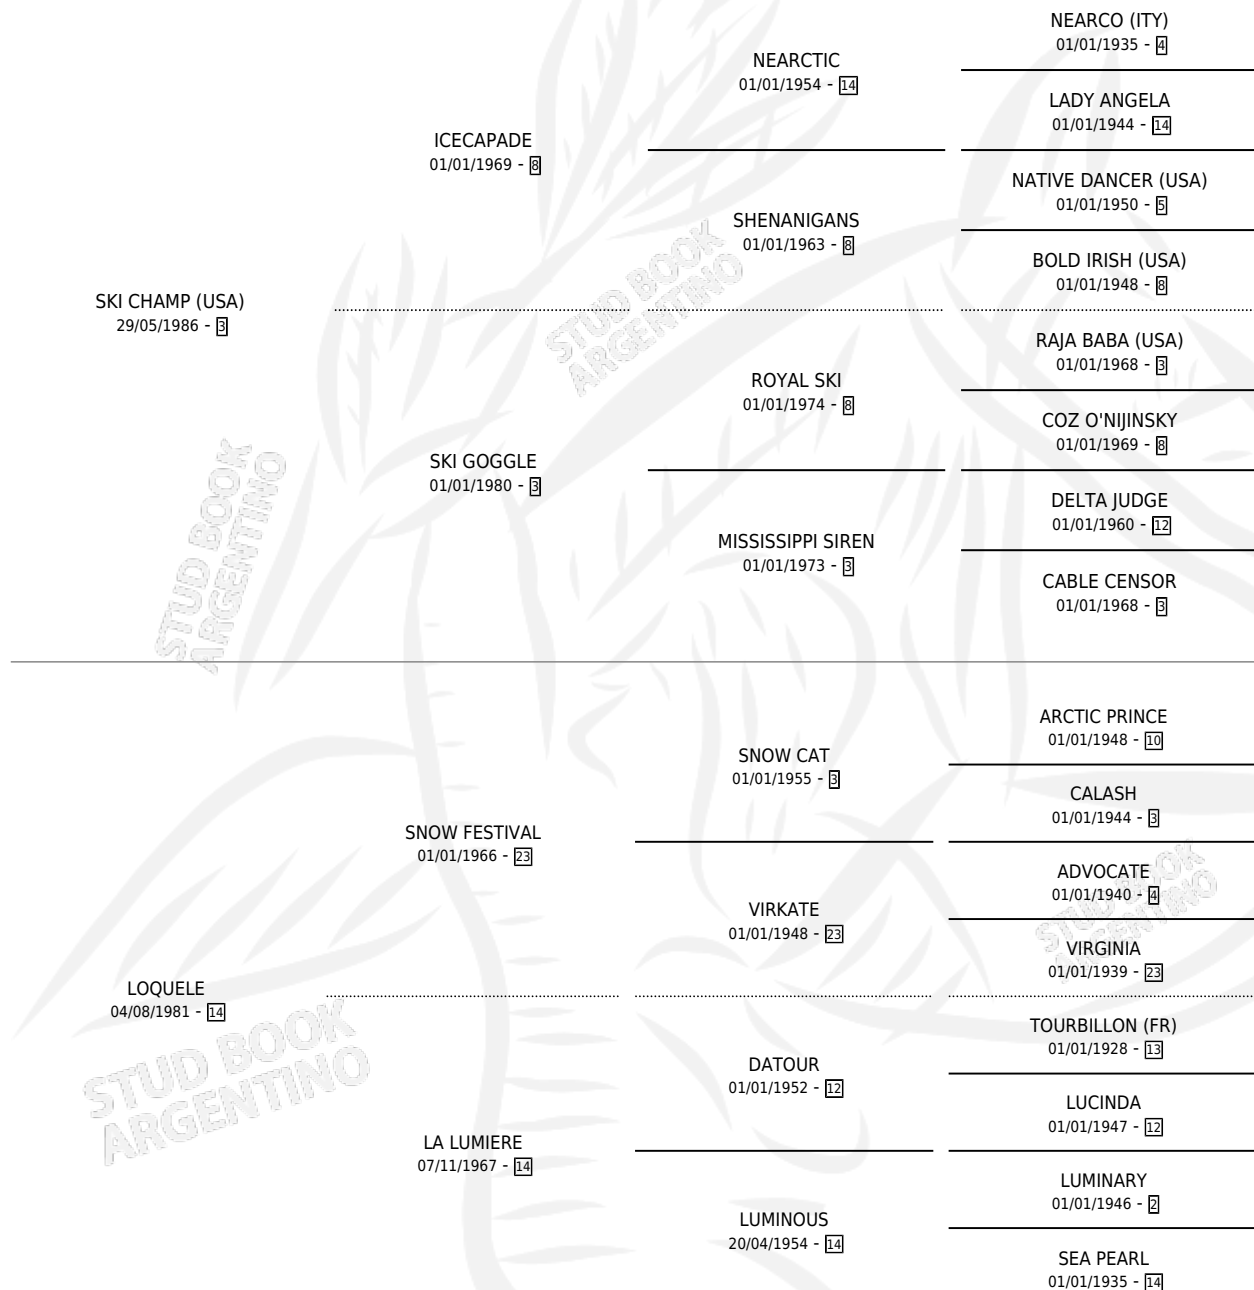 NEARCO (ITY)
01/01/1935 - 4
NEARCTIC
01/01/1954 - 14
LADY ANGELA
01/01/1944 - 14
ICECAPADE
01/01/1969 - 8
NATIVE DANCER (USA)
01/01/1950 - 5
SHENANIGANS
01/01/1963 - 8
BOLD IRISH (USA)
01/01/1948 - 8
SKI CHAMP (USA)
29/05/1986 - 3
RAJA BABA (USA)
01/01/1968 - 3
ROYAL SKI
01/01/1974 - 8
COZ O'NIJINSKY
01/01/1969 - 8
SKI GOGGLE
01/01/1980 - 3
DELTA JUDGE
01/01/1960 - 12
MISSISSIPPI SIREN
01/01/1973 - 3
CABLE CENSOR
01/01/1968 - 3
ARCTIC PRINCE
01/01/1948 - 10
SNOW CAT
01/01/1955 - 3
CALASH
01/01/1944 - 3
SNOW FESTIVAL
01/01/1966 - 23
ADVOCATE
01/01/1940 - 4
VIRKATE
01/01/1948 - 23
VIRGINIA
01/01/1939 - 23
LOQUELE
04/08/1981 - 14
TOURBILLON (FR)
01/01/1928 - 13
DATOUR
01/01/1952 - 12
LUCINDA
01/01/1947 - 12
LA LUMIERE
07/11/1967 - 14
LUMINARY
01/01/1946 - 2
LUMINOUS
20/04/1954 - 14
SEA PEARL
01/01/1935 - 14
STUD BOOK
ARGENTINO
STUD BOOK
ARGENTINO
STUD BOOK
ARGENTINO
STUD BOOK
ARGENTINO